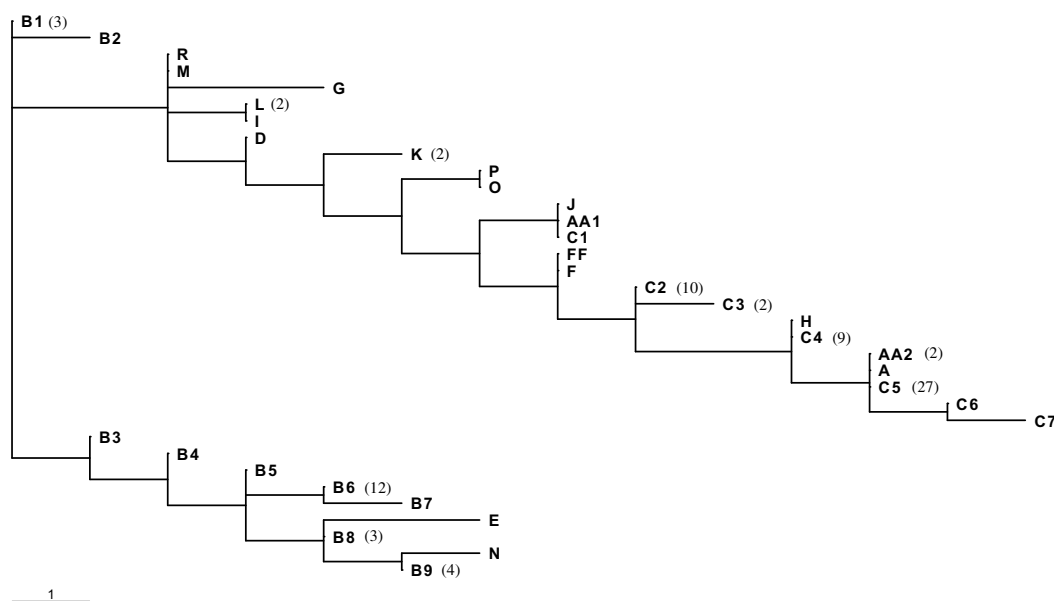 B1 (3)
B2
R
M
G
L (2)
I
D
K (2)
P
O
J
AA1
C1
FF
F
C2 (10)
C3 (2)
H
C4 (9)
AA2 (2)
A
C5 (27)
C6
C7
B3
B4
B5
B6 (12)
B7
E
B8 (3)
N
B9 (4)
1